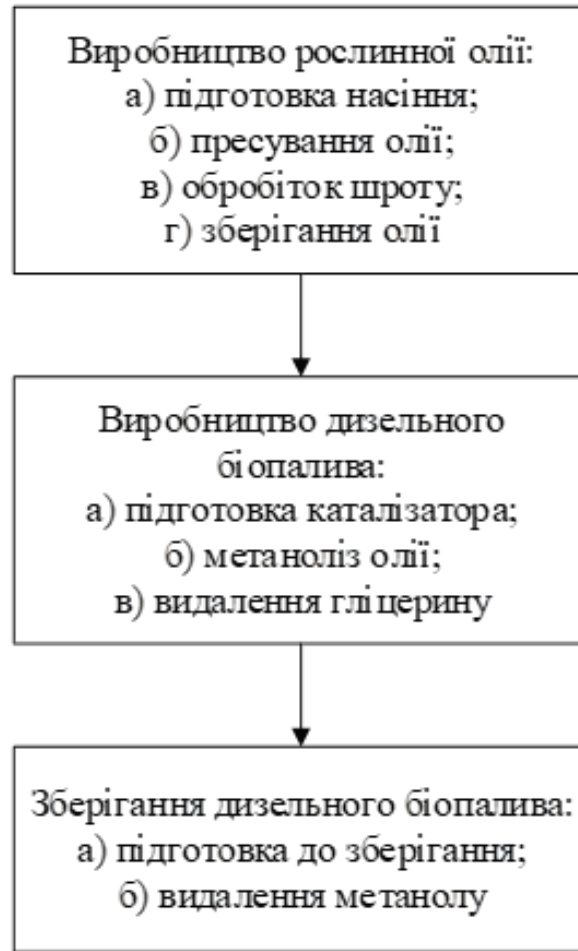 Виробництво рослинної олії:
а) підготовка насіння;
б) пресування олії;
в) обробіток шроту;
г) зберігання олії
Виробництво дизельного
біопалива:
а) підготовка каталізатора;
б) метаноліз олії;
в) видалення гліцерину
Зберігання дизельного біопалива:
а) підготовка до зберігання;
б) видалення метанолу